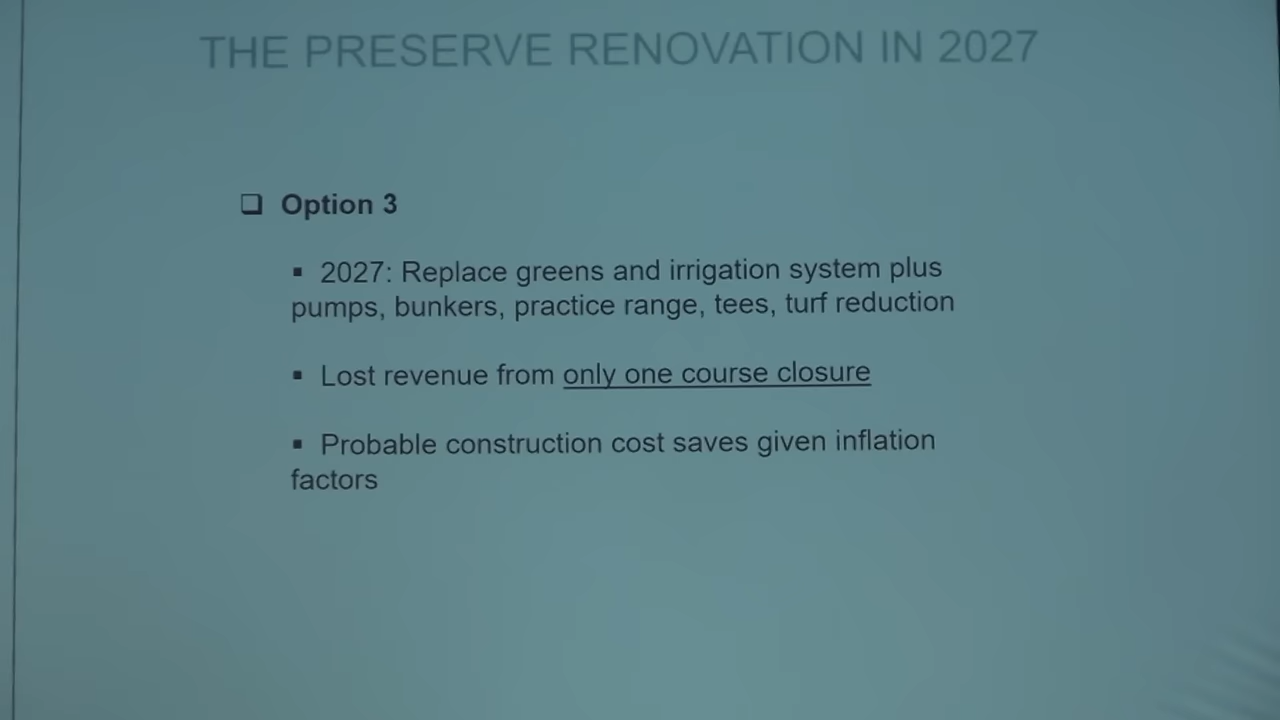 THE PRESERVE RENOVATION IN 2027
❑ Option 3
▪ 2027: Replace greens and irrigation system plus
pumps, bunkers, practice range, tees, turf reduction
▪ Lost revenue from only one course closure
▪ Probable construction cost saves given inflation
factors